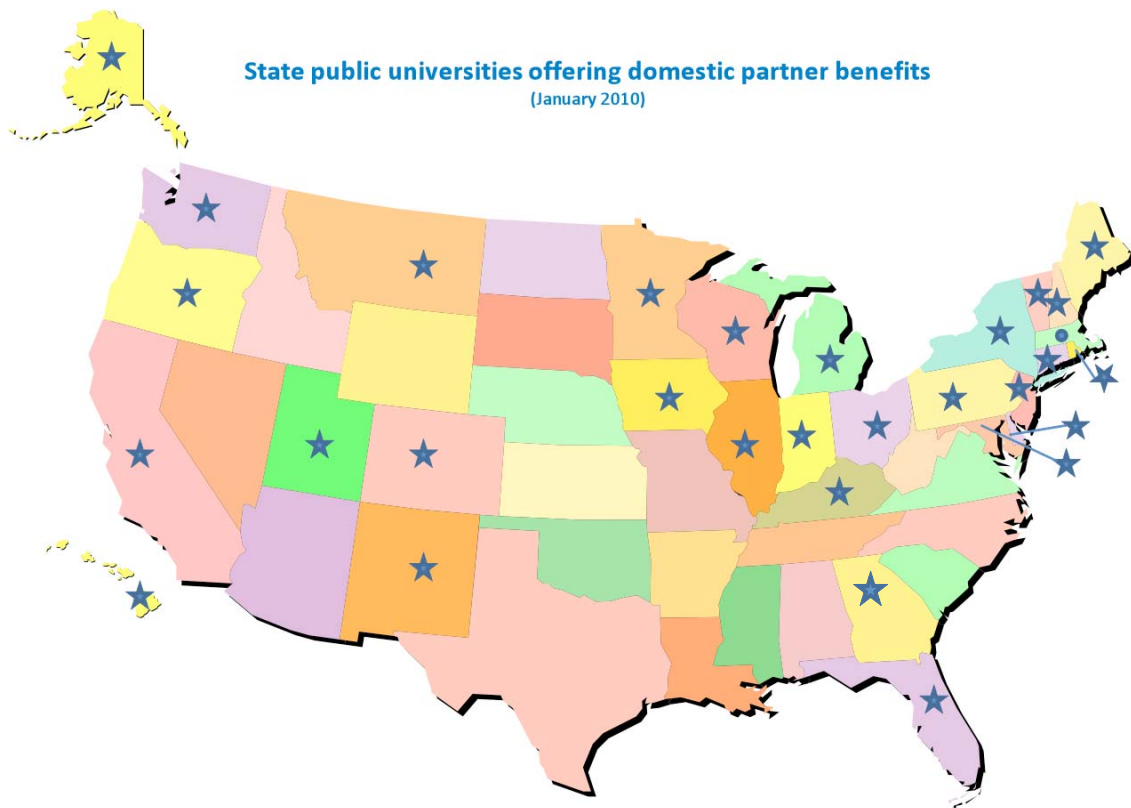 State public universities offering domestic partner benefits
(January 2010)